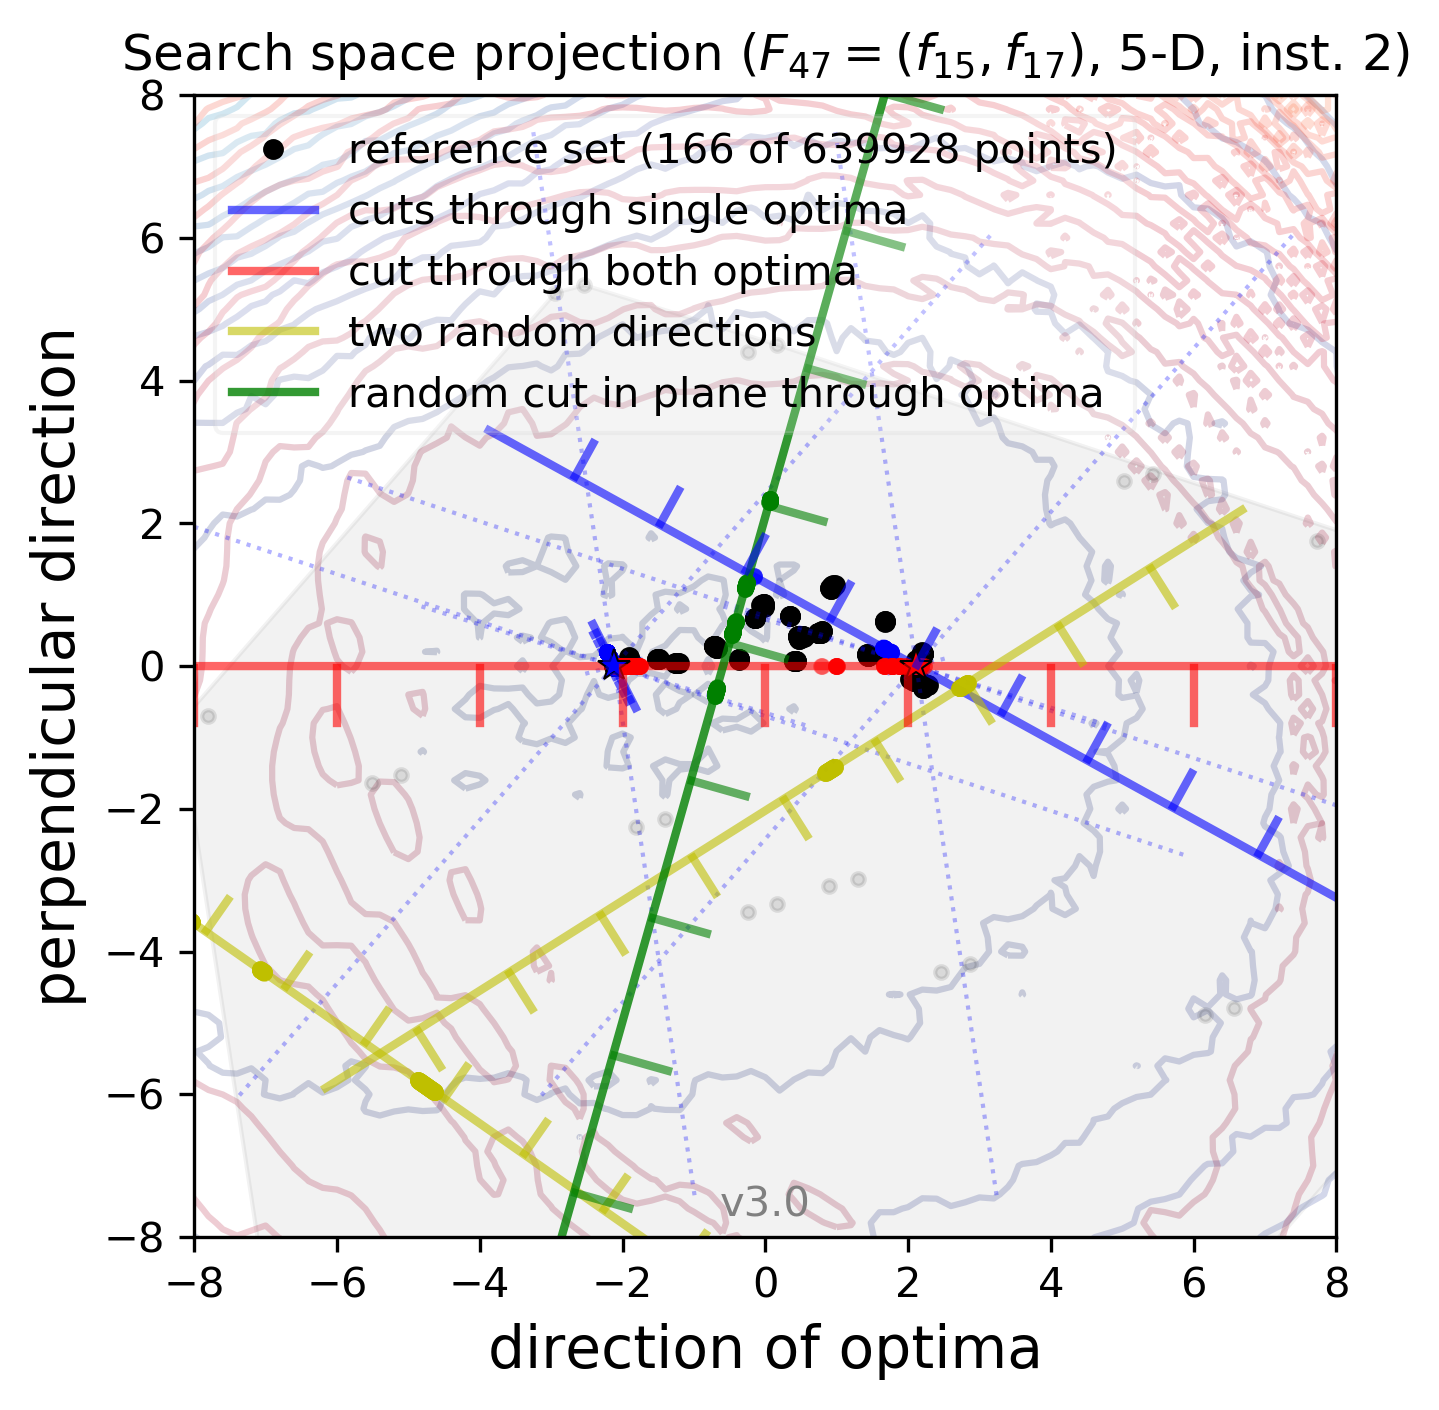 Search space projection (F₄₇ = (f₁₅, f₁₇), 5-D, inst. 2)
reference set (166 of 639928 points)
cuts through single optima
cut through both optima
two random directions
random cut in plane through optima
perpendicular direction
8
6
4
2
0
−2
−4
−6
−8
v3.0
−8 −6 −4 −2 0 2 4 6 8
direction of optima